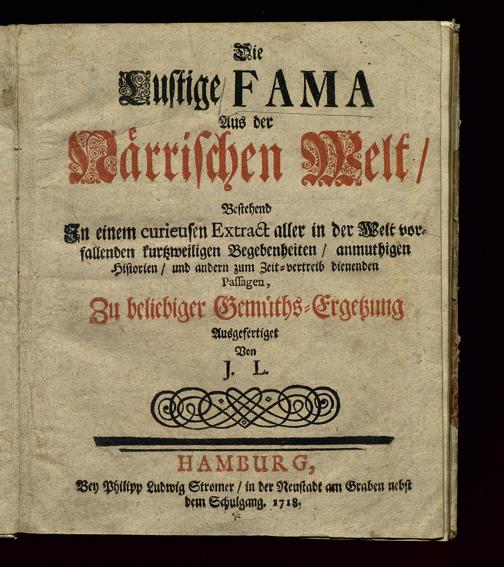 Die
Lustige / FAMA
Aus der
Närrischen Welt /
Bestehend
In einem curieusen Extract aller in der Welt vor-
fallenden kurtzweiligen Begebenheiten / anmuthigen
Historien / und andern zum Zeit-vertreib dienenden
Passagen,
Zu beliebiger Gemüths-Ergetzung
Ausgefertiget
Von
J. L.
HAMBURG,
Bey Philipp Ludwig Stromer / in der Neustadt am Graben nebst
dem Schulgang. 1718.